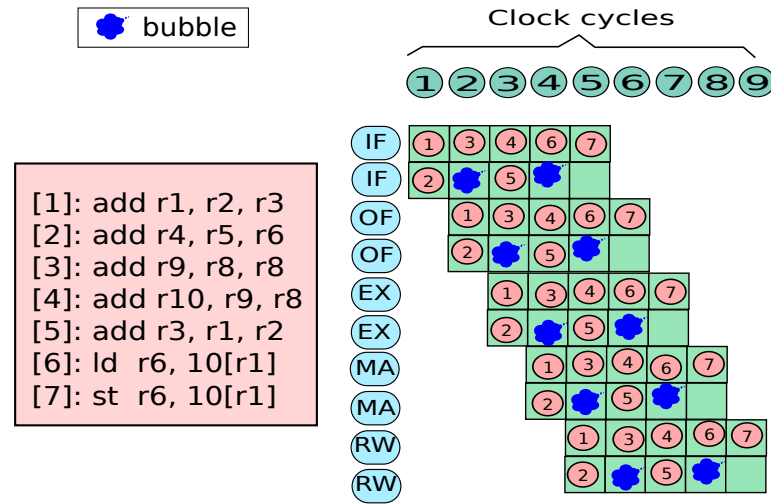 bubble
Clock cycles
1 2 3 4 5 6 7 8 9
IF 1 3 4 6 7
IF 2 5
OF 1 3 4 6 7
OF 2 5
EX 1 3 4 6 7
EX 2 5
MA 1 3 4 6 7
MA 2 5
RW 1 3 4 6 7
RW 2 5
[1]: add r1, r2, r3
[2]: add r4, r5, r6
[3]: add r9, r8, r8
[4]: add r10, r9, r8
[5]: add r3, r1, r2
[6]: ld r6, 10[r1]
[7]: st r6, 10[r1]